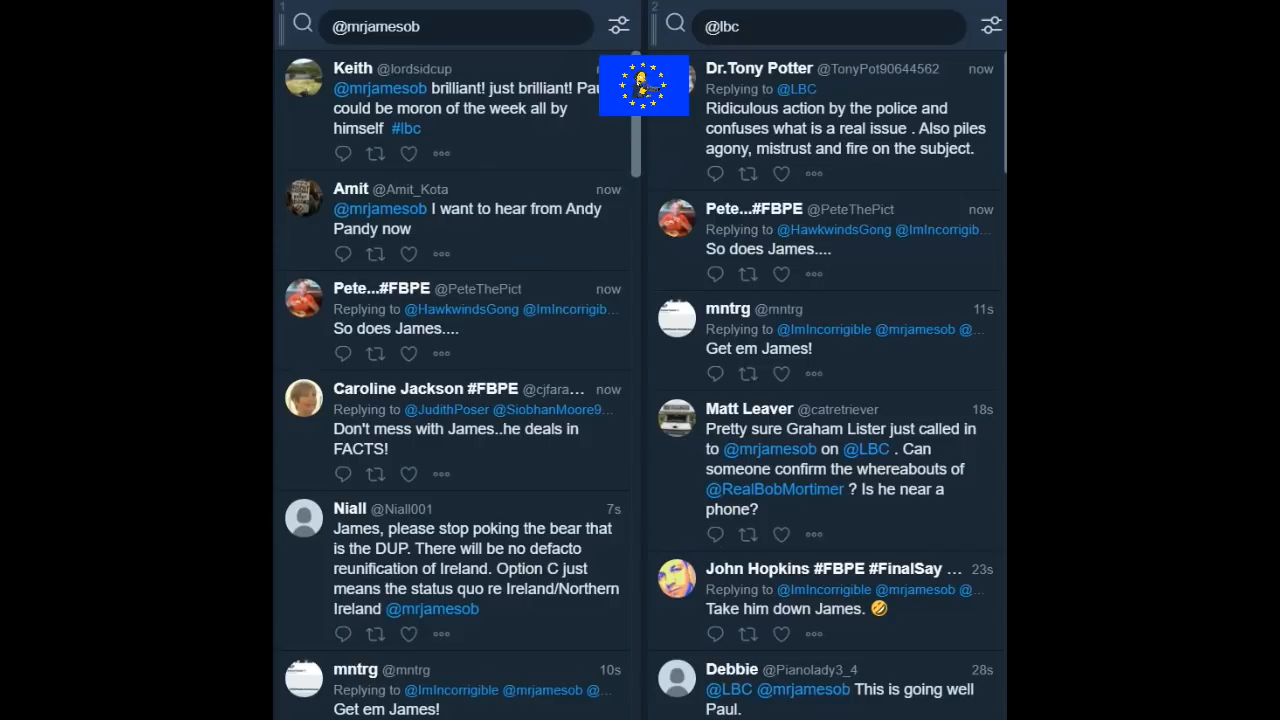 1
@mrjamesob
Keith @lordsidcup
@mrjamesob brilliant! just brilliant! Pau
could be moron of the week all by
himself #lbc
Amit @Amit_Kota now
@mrjamesob I want to hear from Andy
Pandy now
Pete...#FBPE @PeteThePict now
Replying to @HawkwindsGong @ImIncorrigib...
So does James....
Caroline Jackson #FBPE @cjfara... now
Replying to @JudithPoser @SiobhanMoore9...
Don't mess with James..he deals in
FACTS!
Niall @Niall001 7s
James, please stop poking the bear that
is the DUP. There will be no defacto
reunification of Ireland. Option C just
means the status quo re Ireland/Northern
Ireland @mrjamesob
mntrg @mntrg 10s
Replying to @ImIncorrigible @mrjamesob @...
Get em James!
2
@lbc
Dr.Tony Potter @TonyPot90644562 now
Replying to @LBC
Ridiculous action by the police and
confuses what is a real issue . Also piles
agony, mistrust and fire on the subject.
Pete...#FBPE @PeteThePict now
Replying to @HawkwindsGong @ImIncorrigib...
So does James....
mntrg @mntrg 11s
Replying to @ImIncorrigible @mrjamesob @...
Get em James!
Matt Leaver @catretriever 18s
Pretty sure Graham Lister just called in
to @mrjamesob on @LBC . Can
someone confirm the whereabouts of
@RealBobMortimer ? Is he near a
phone?
John Hopkins #FBPE #FinalSay ... 23s
Replying to @ImIncorrigible @mrjamesob @...
Take him down James. 🤣
Debbie @Pianolady3_4 28s
@LBC @mrjamesob This is going well
Paul.